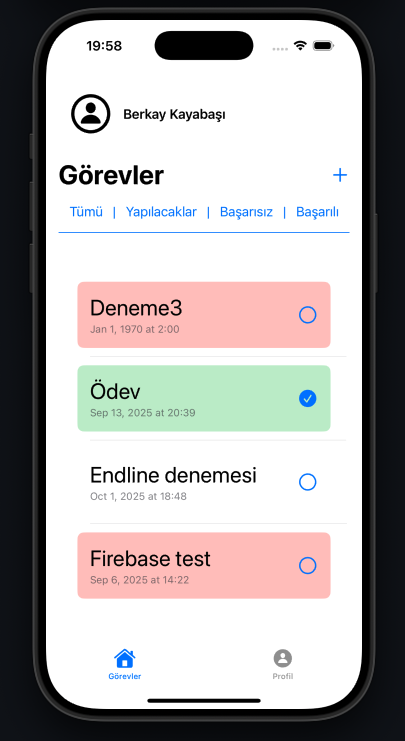 19:58
Berkay Kayabaşı
Görevler
Tümü | Yapılacaklar | Başarısız | Başarılı
Deneme3
Jan 1, 1970 at 2:00
Ödev
Sep 13, 2025 at 20:39
Endline denemesi
Oct 1, 2025 at 18:48
Firebase test
Sep 6, 2025 at 14:22
Görevler Profil